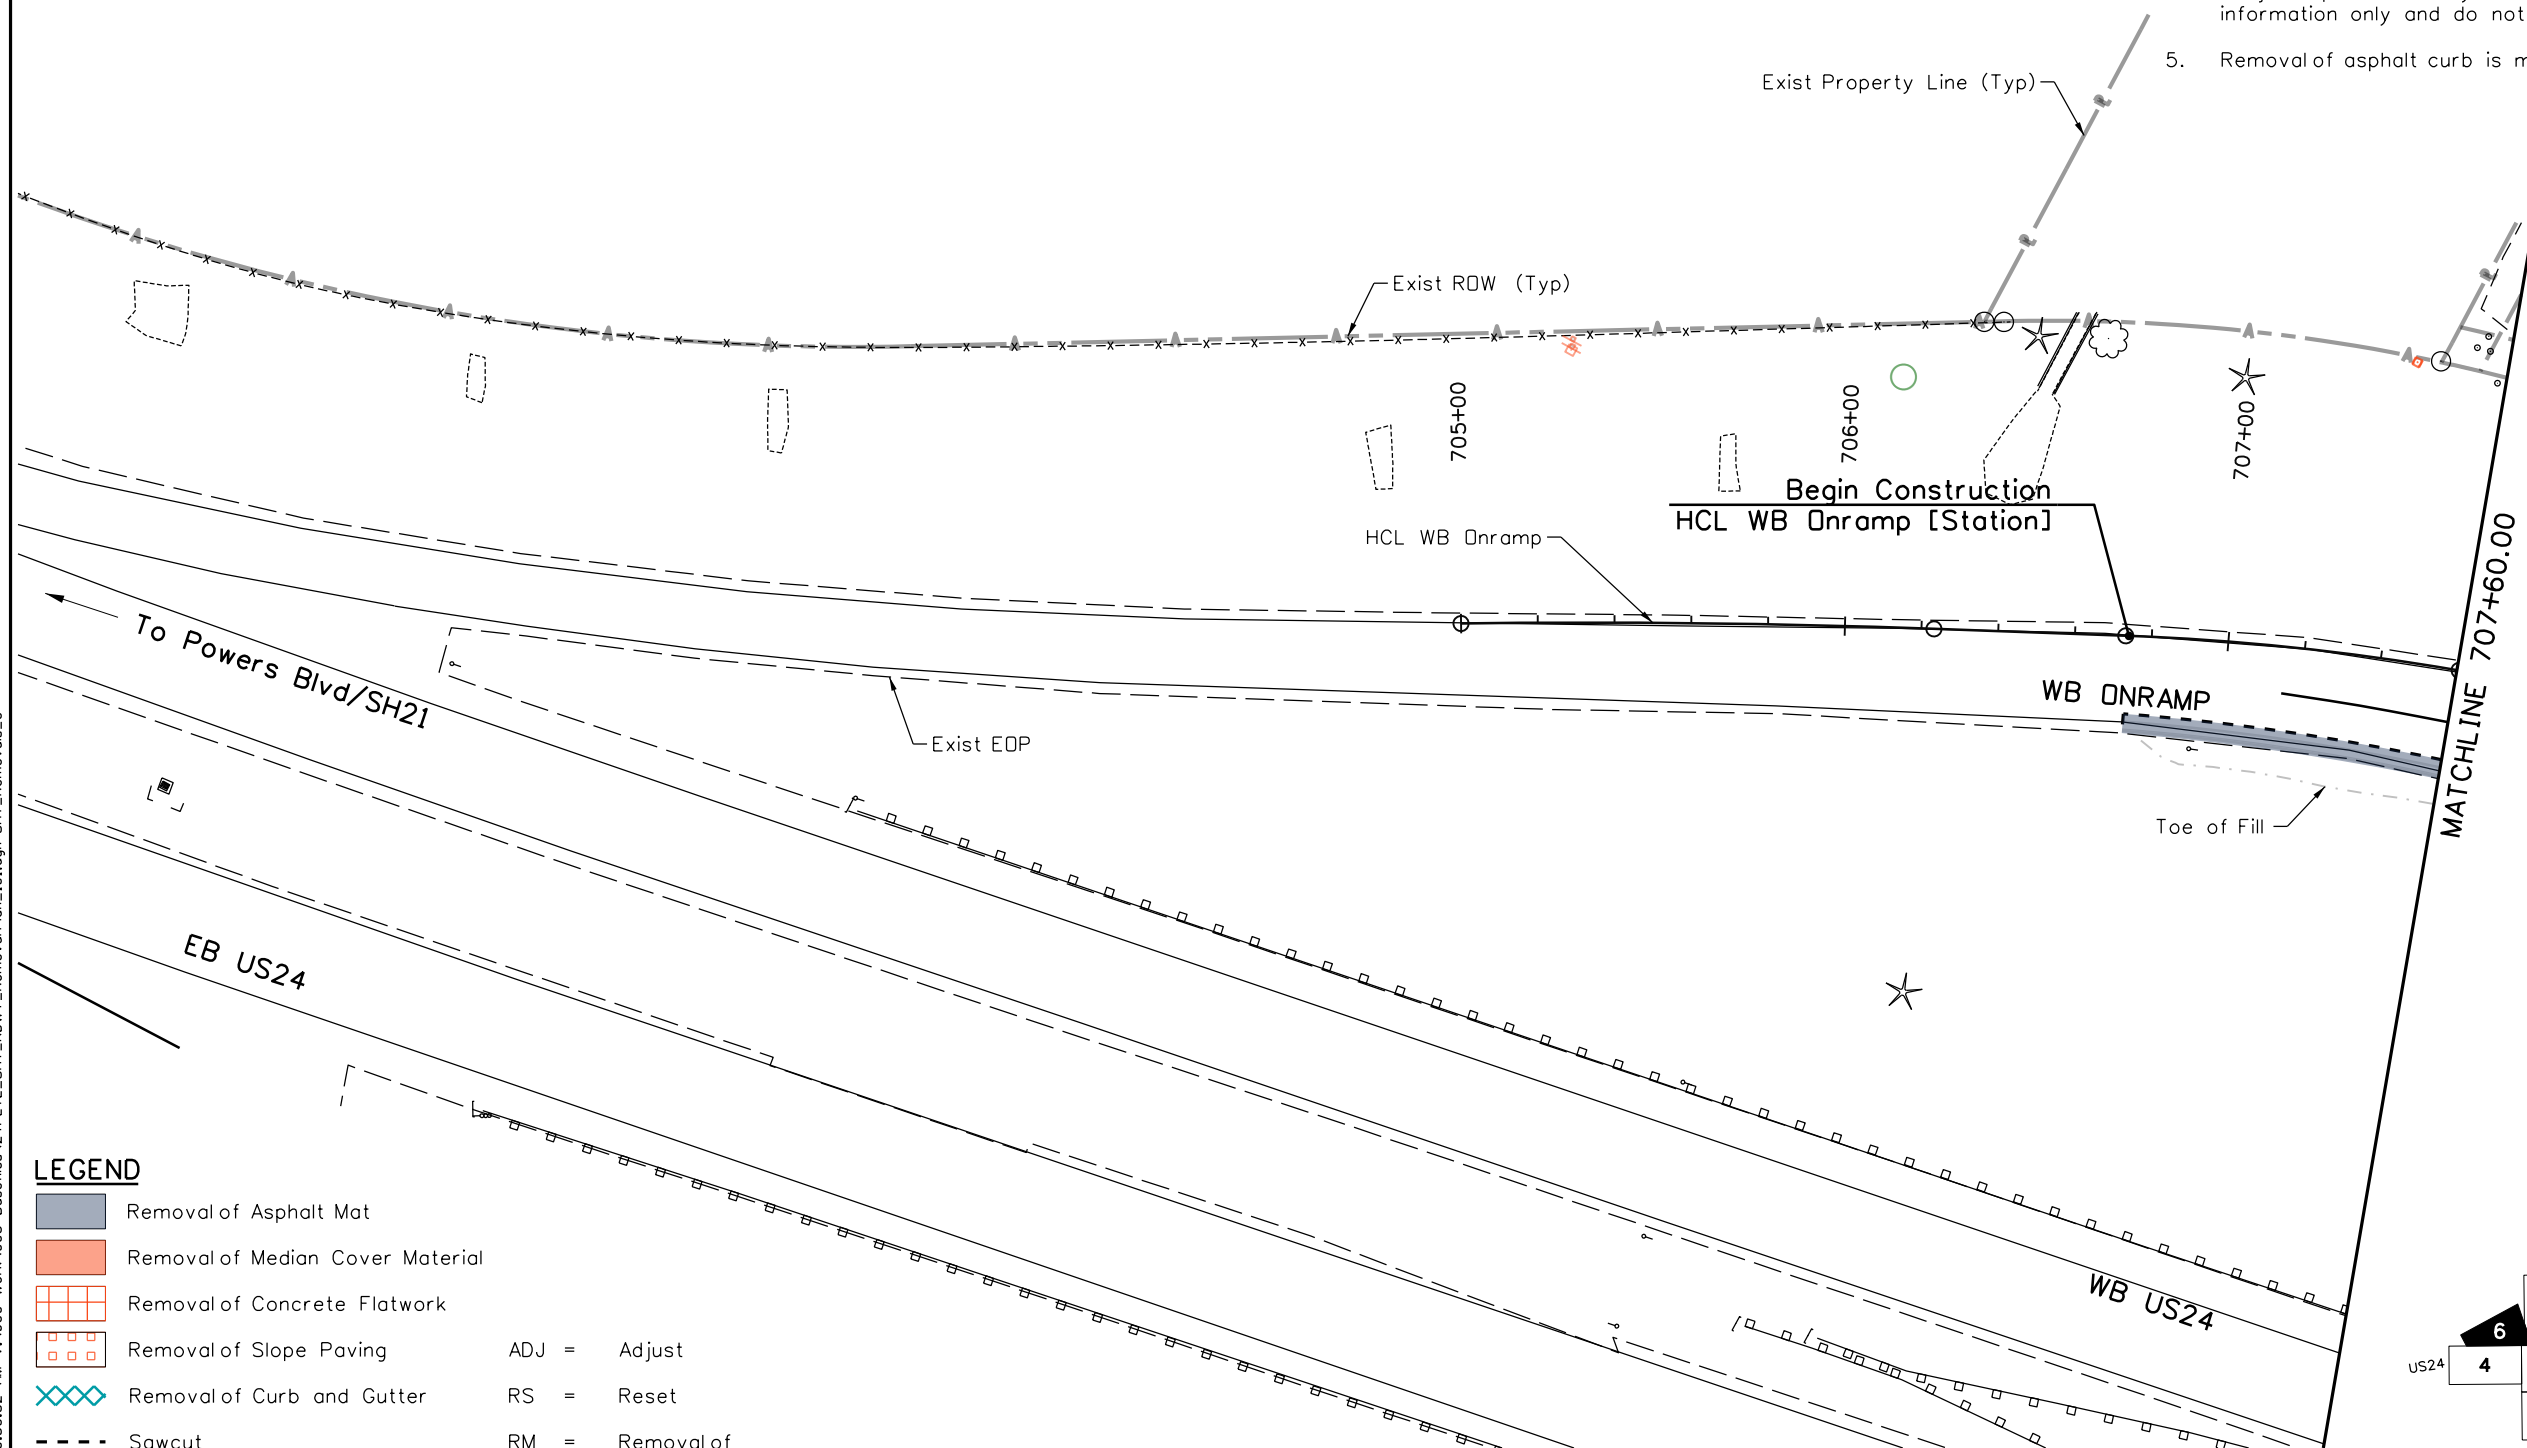 information only and do not
5. Removal of asphalt curb is m
Exist Property Line (Typ)
Exist ROW (Typ)
705+00
706+00
707+00
Begin Construction
HCL WB Onramp [Station]
HCL WB Onramp
MATCHLINE 707+60.00
To Powers Blvd/SH21
WB ONRAMP
Exist EOP
Toe of Fill
EB US24
WB US24
LEGEND
Removal of Asphalt Mat
Removal of Median Cover Material
Removal of Concrete Flatwork
Removal of Slope Paving
Removal of Curb and Gutter
Sawcut
ADJ = Adjust
RS = Reset
RM = Removal of
6
US24 4